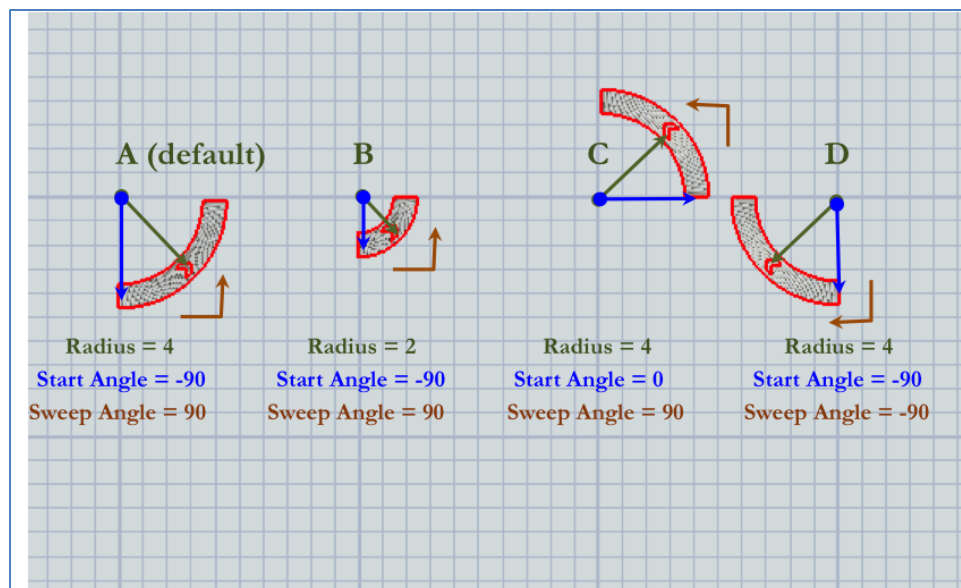 A (default)
B
C
D
Radius = 4
Start Angle = -90
Sweep Angle = 90
Radius = 2
Start Angle = -90
Sweep Angle = 90
Radius = 4
Start Angle = 0
Sweep Angle = 90
Radius = 4
Start Angle = -90
Sweep Angle = -90